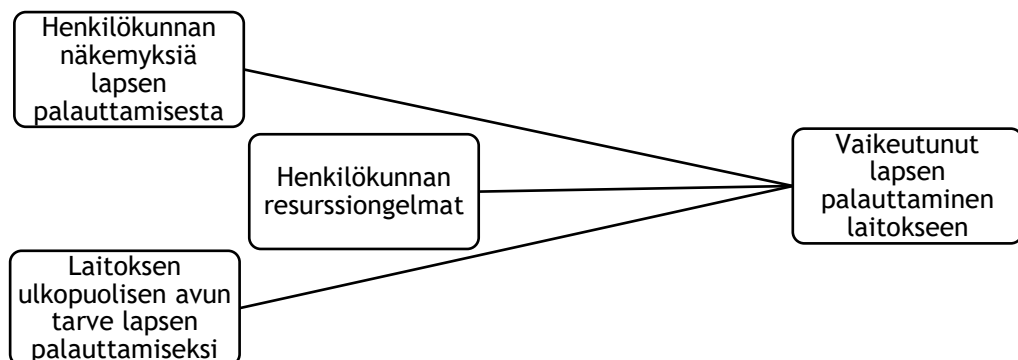 Henkilökunnan
näkemyksiä
lapsen
palauttamisesta
Henkilökunnan
resurssiongelmat
Laitoksen
ulkopuolisen avun
tarve lapsen
palauttamiseksi
Vaikeutunut
lapsen
palauttaminen
laitokseen